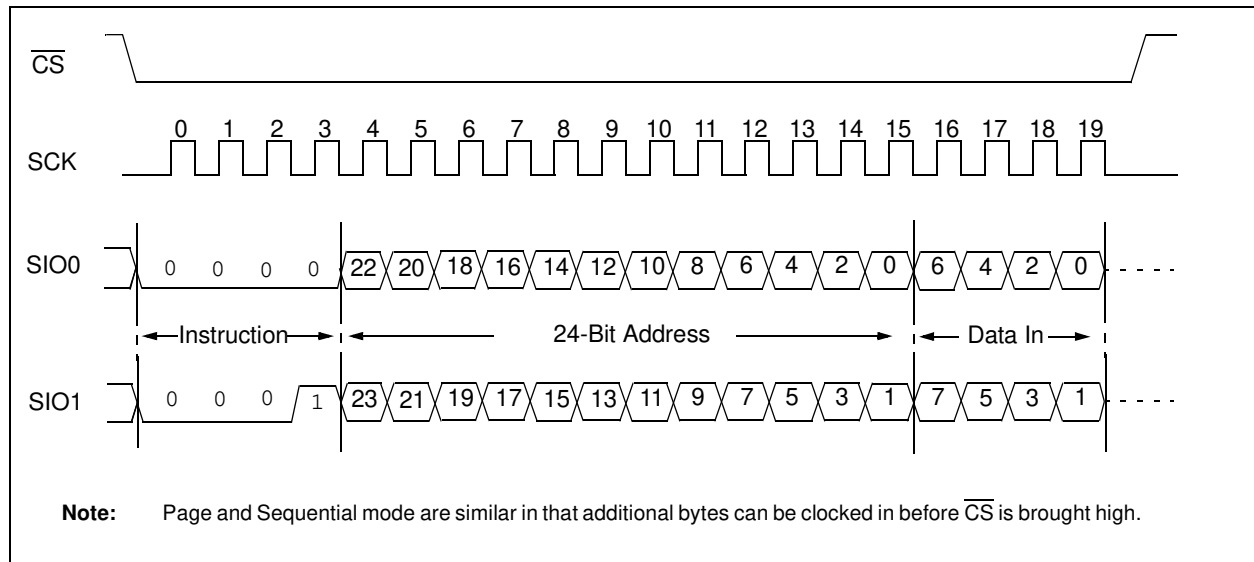 CS
0 1 2 3 4 5 6 7 8 9 10 11 12 13 14 15 16 17 18 19
SCK
SIO0 0 0 0 0 22 20 18 16 14 12 10 8 6 4 2 0 6 4 2 0
Instruction 24-Bit Address Data In
SIO1 0 0 0 1 23 21 19 17 15 13 11 9 7 5 3 1 7 5 3 1
Note: Page and Sequential mode are similar in that additional bytes can be clocked in before CS is brought high.